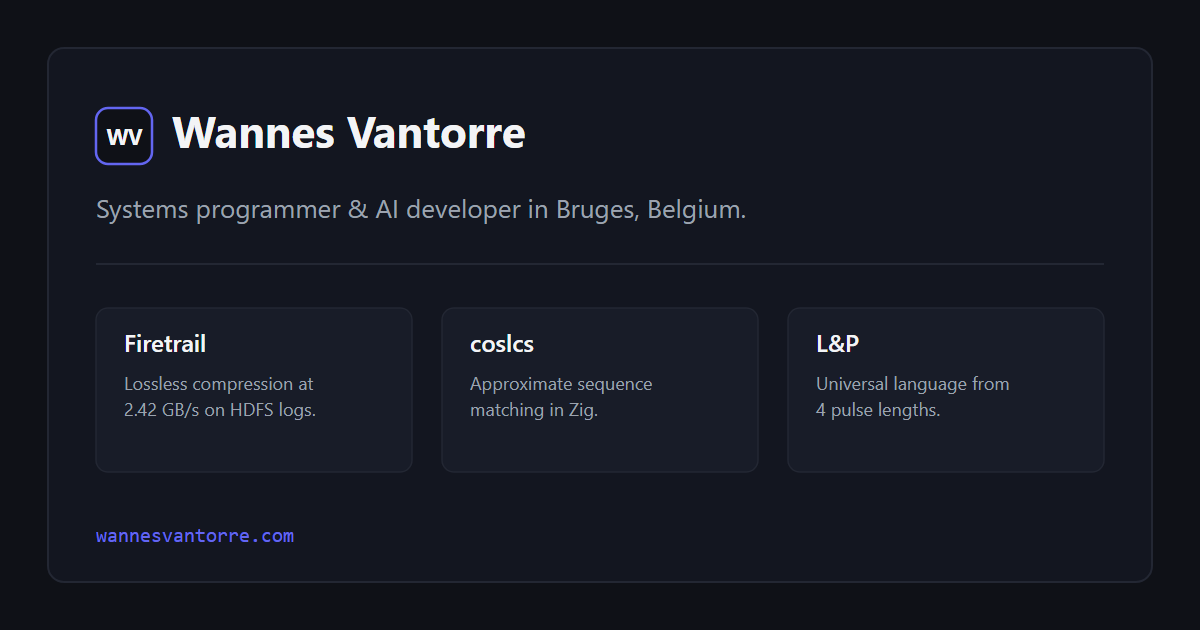 WV
Wannes Vantorre
Systems programmer & AI developer in Bruges, Belgium.
Firetrail
Lossless compression at
2.42 GB/s on HDFS logs.
coslcs
Approximate sequence
matching in Zig.
L&P
Universal language from
4 pulse lengths.
wannesvantorre.com